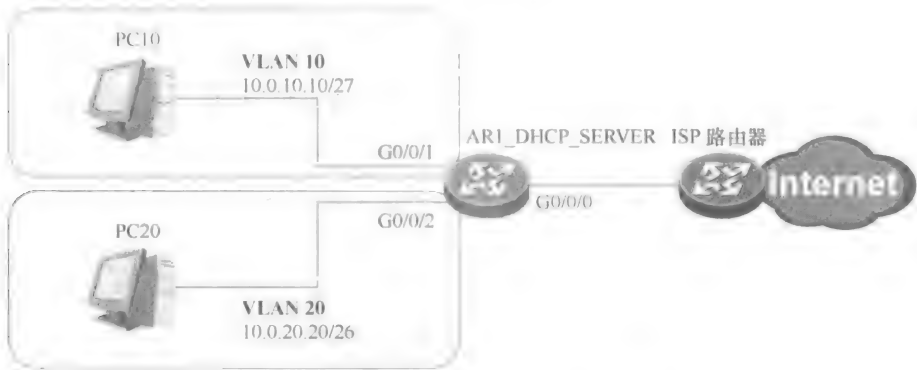 PC10
VLAN 10
10.0.10.10/27
G0/0/1
AR1_DHCP_SERVER
ISP 路由器
Internet
G0/0/0
G0/0/2
PC20
VLAN 20
10.0.20.20/26